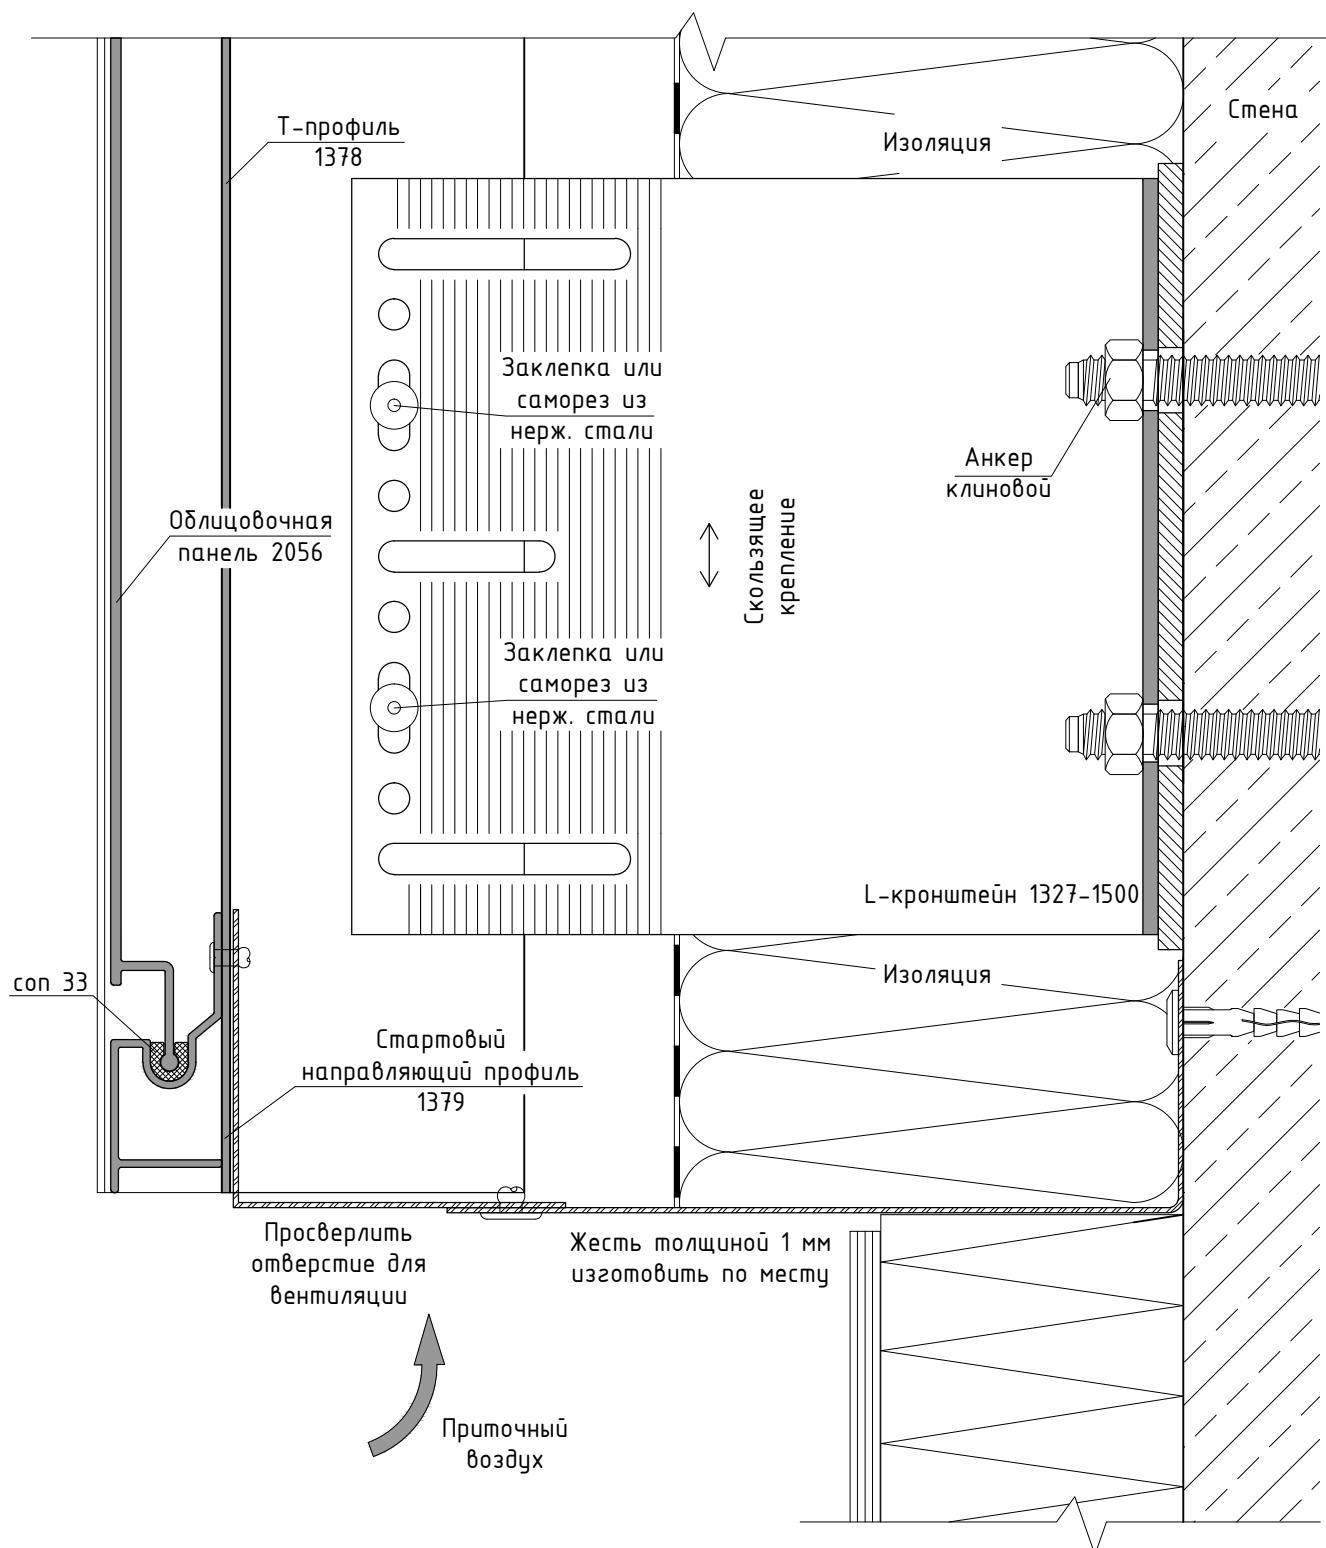 Стена
Т-профиль
1378
Изоляция
Заклепка или
саморез из
нерж. стали
Анкер
клиновой
Облицовочная
панель 2056
Скользящее
крепление
Заклепка или
саморез из
нерж. стали
L-кронштейн 1327-1500
соп 33
Изоляция
Стартовый
направляющий профиль
1379
Просверлить
отверстие для
вентиляции
Жесть толщиной 1 мм
изготовить по месту
Приточный
воздух